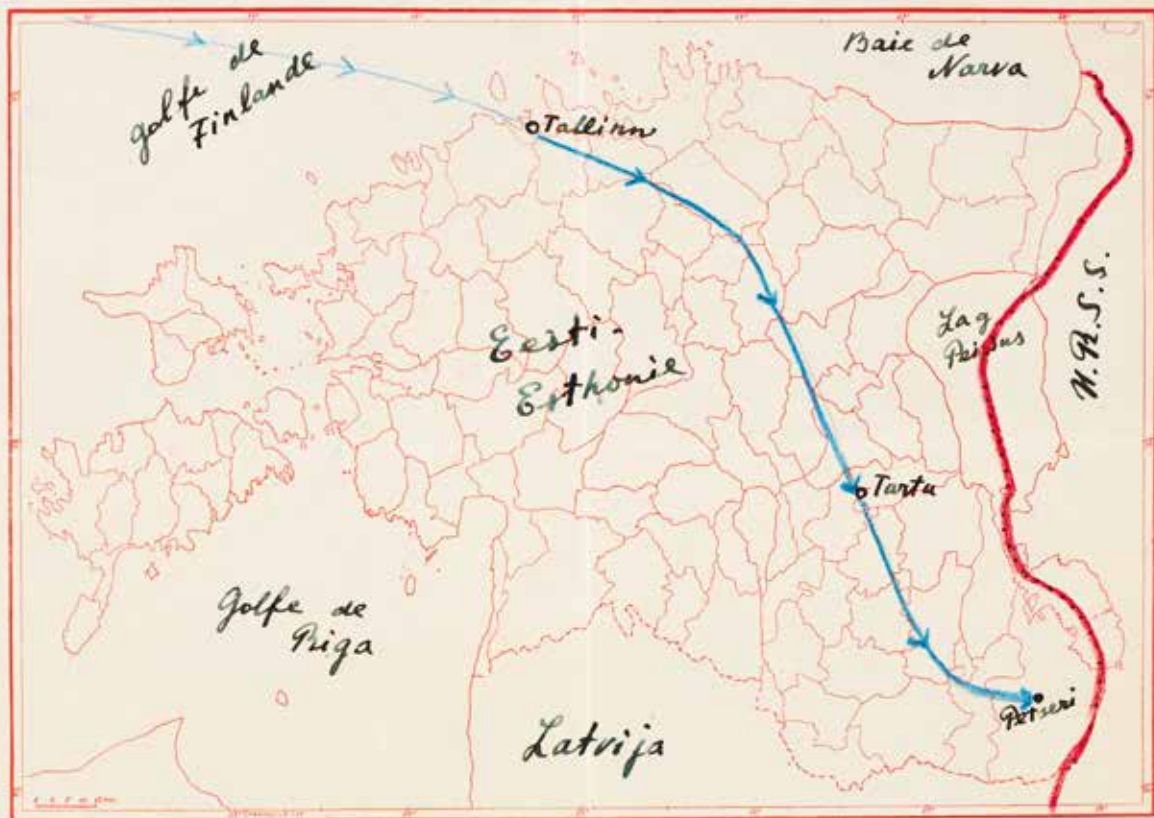 Golfe de
Finlande
Baie de
Narva
Tallinn
Eesti-
Esthonie
Lag
Peipus
U.R.S.S.
Tartu
Golfe de
Riga
Petseri
Latvija